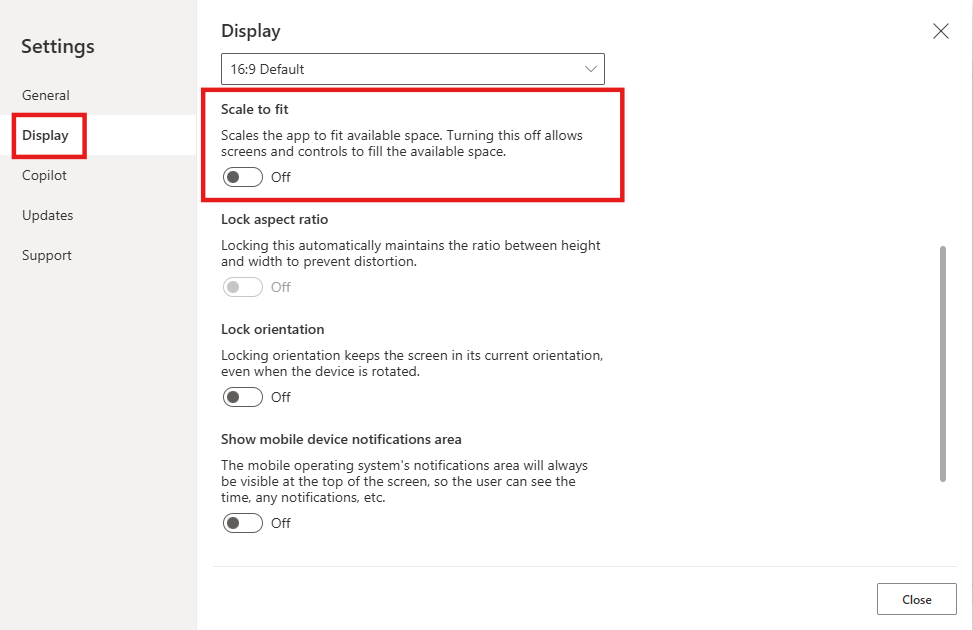 Settings
General
Display
Copilot
Updates
Support
Display
16:9 Default
Scale to fit
Scales the app to fit available space. Turning this off allows
screens and controls to fill the available space.
Off
Lock aspect ratio
Locking this automatically maintains the ratio between height
and width to prevent distortion.
Off
Lock orientation
Locking orientation keeps the screen in its current orientation,
even when the device is rotated.
Off
Show mobile device notifications area
The mobile operating system's notifications area will always
be visible at the top of the screen, so the user can see the
time, any notifications, etc.
Off
Close